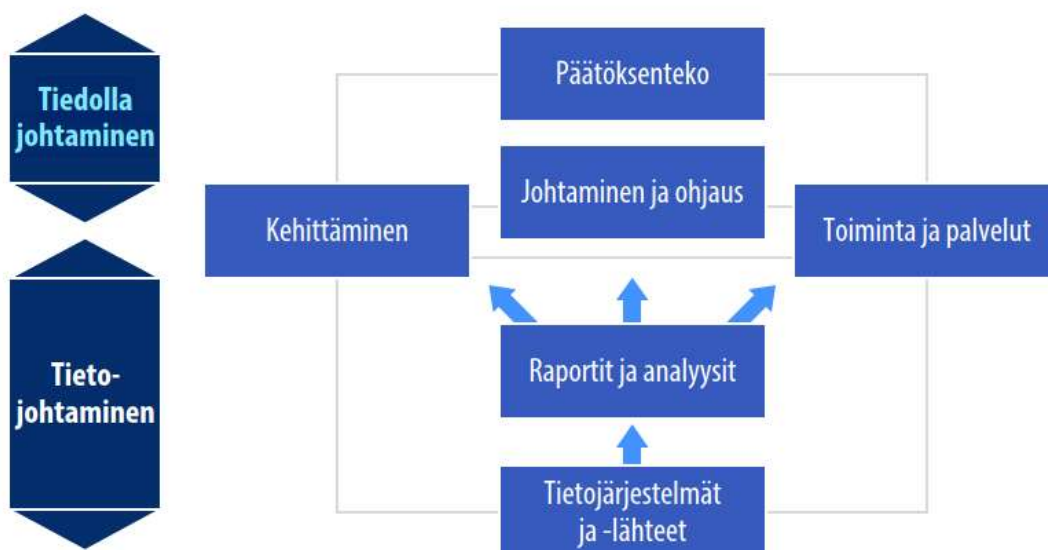 Tiedolla
johtaminen
Tieto-
johtaminen
Päätöksenteko
Johtaminen ja ohjaus
Kehittäminen
Toiminta ja palvelut
Raportit ja analyysit
Tietojärjestelmät
ja -lähteet